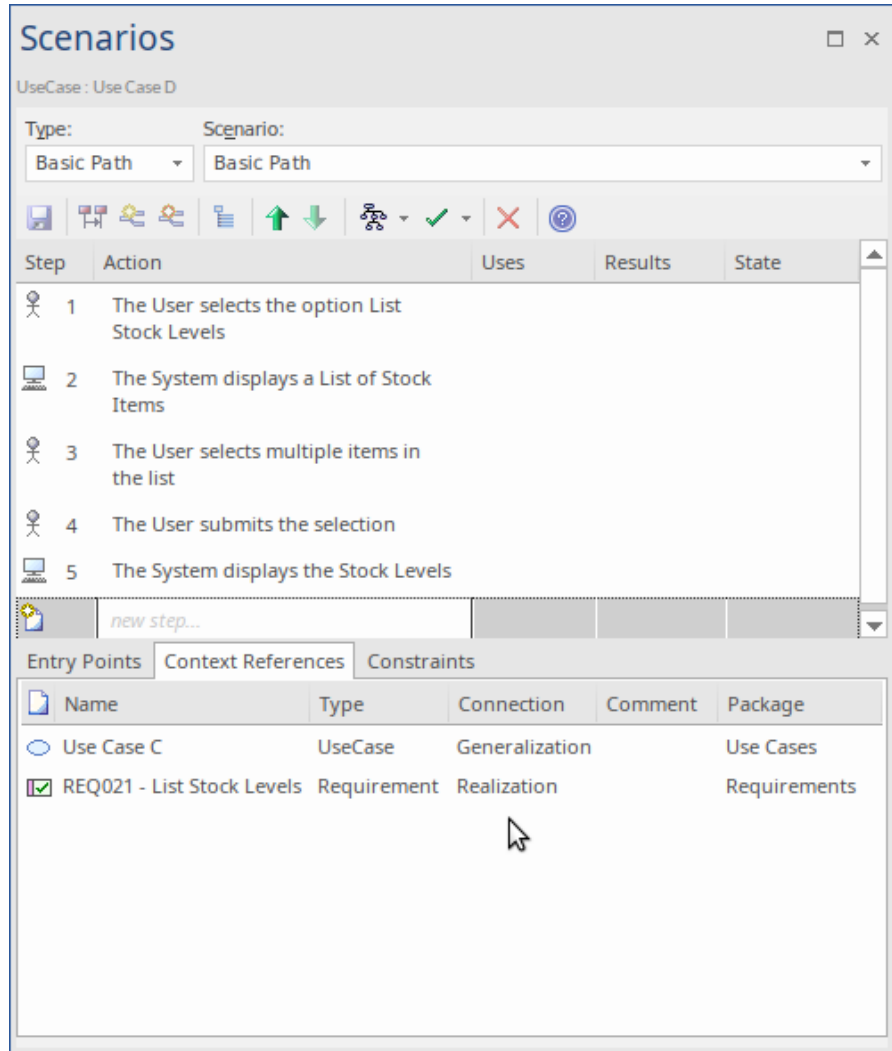 Scenarios
UseCase : Use Case D
Type: Scenario:
Basic Path Basic Path
Step Action Uses Results State
1 The User selects the option List
Stock Levels
2 The System displays a List of Stock
Items
3 The User selects multiple items in
the list
4 The User submits the selection
5 The System displays the Stock Levels
new step...
Entry Points Context References Constraints
Name Type Connection Comment Package
Use Case C UseCase Generalization Use Cases
REQ021 - List Stock Levels Requirement Realization Requirements